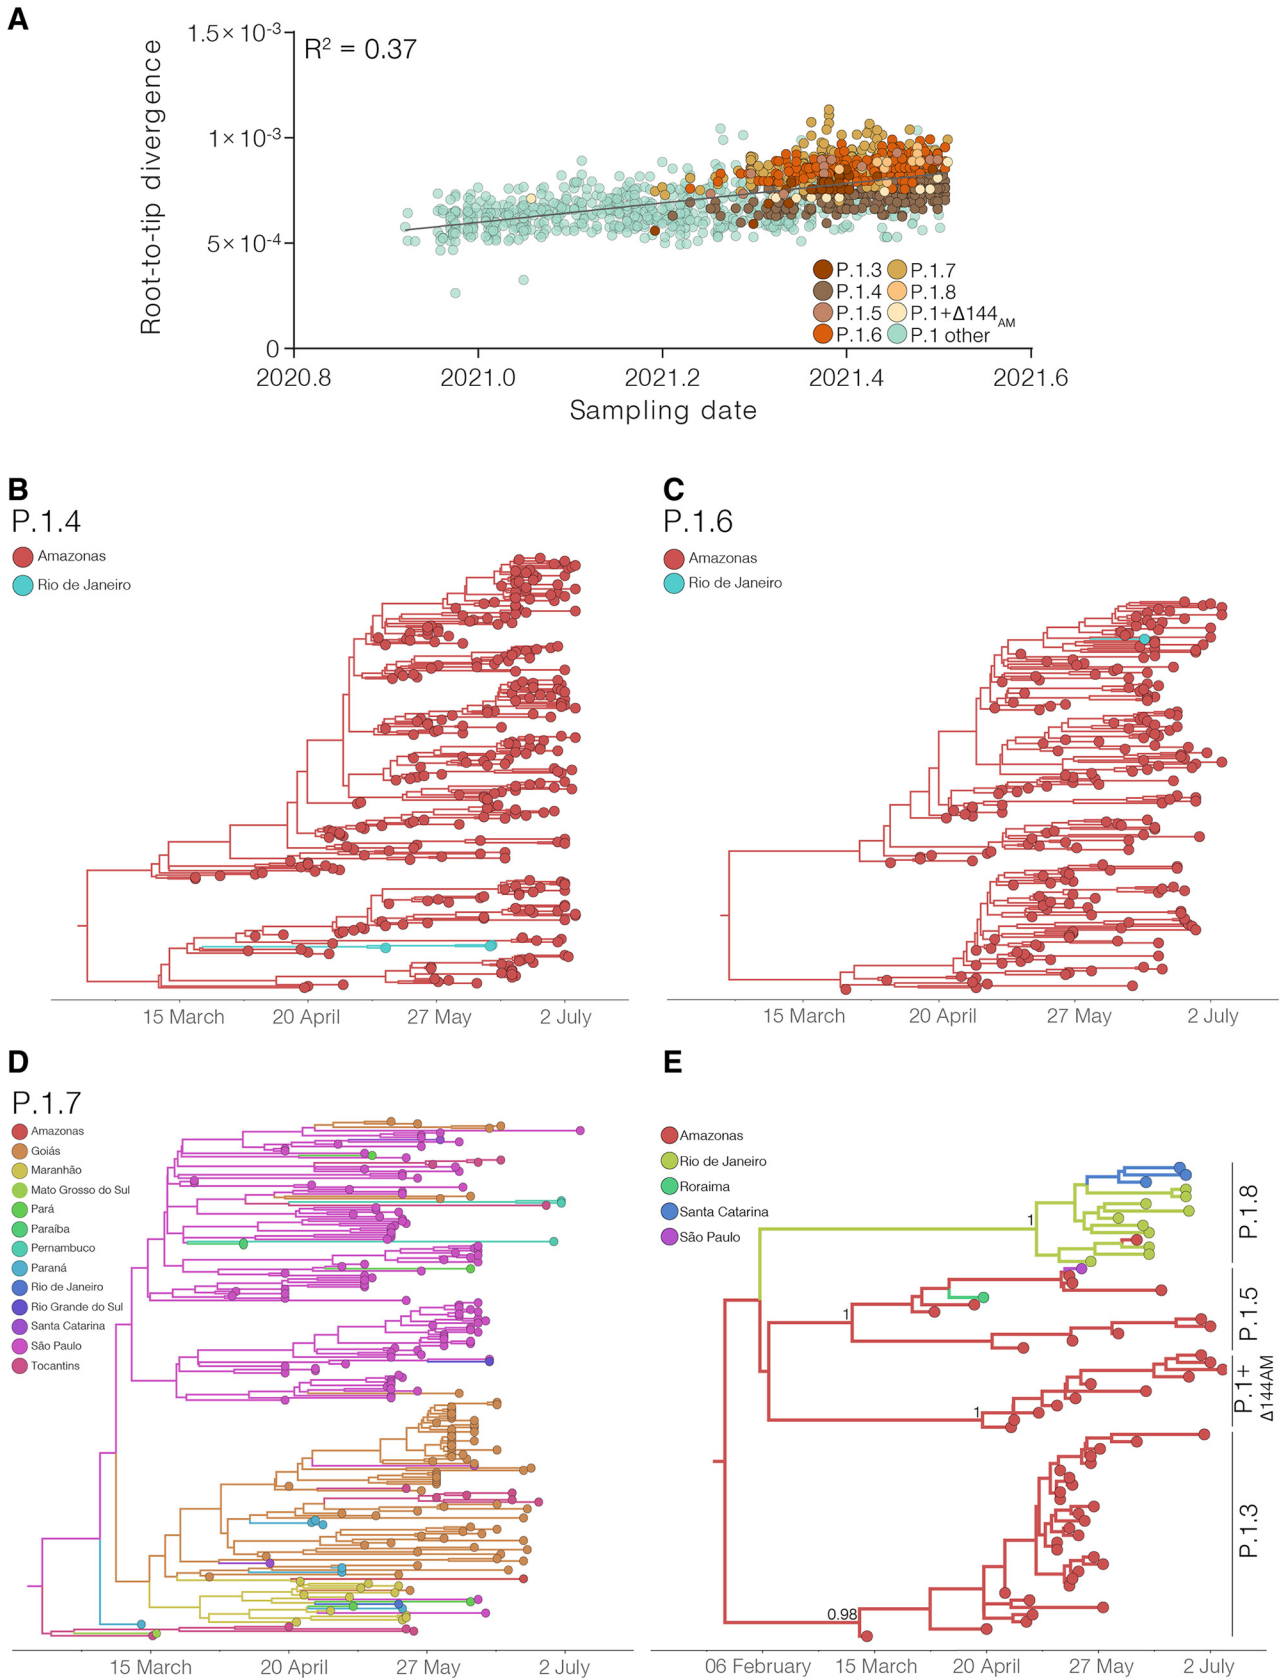 A
1.5×10-3
R2 = 0.37
1×10-3
5×10-4
0
Root-to-tip divergence
P.1.3
P.1.7
P.1.4
P.1.8
P.1.5
P.1+Δ144AM
P.1.6
P.1 other
2020.8
2021.0
2021.2
2021.4
2021.6
Sampling date
B
P.1.4
Amazonas
Rio de Janeiro
15 March
20 April
27 May
2 July
C
P.1.6
Amazonas
Rio de Janeiro
15 March
20 April
27 May
2 July
D
P.1.7
Amazonas
Goiás
Maranhão
Mato Grosso do Sul
Pará
Paraíba
Pernambuco
Paraná
Rio de Janeiro
Rio Grande do Sul
Santa Catarina
São Paulo
Tocantins
15 March
20 April
27 May
2 July
E
Amazonas
Rio de Janeiro
Roraima
Santa Catarina
São Paulo
1
1
1
0.98
P.1.8
P.1.5
P.1+
Δ144AM
P.1.3
06 February
15 March
20 April
27 May
2 July